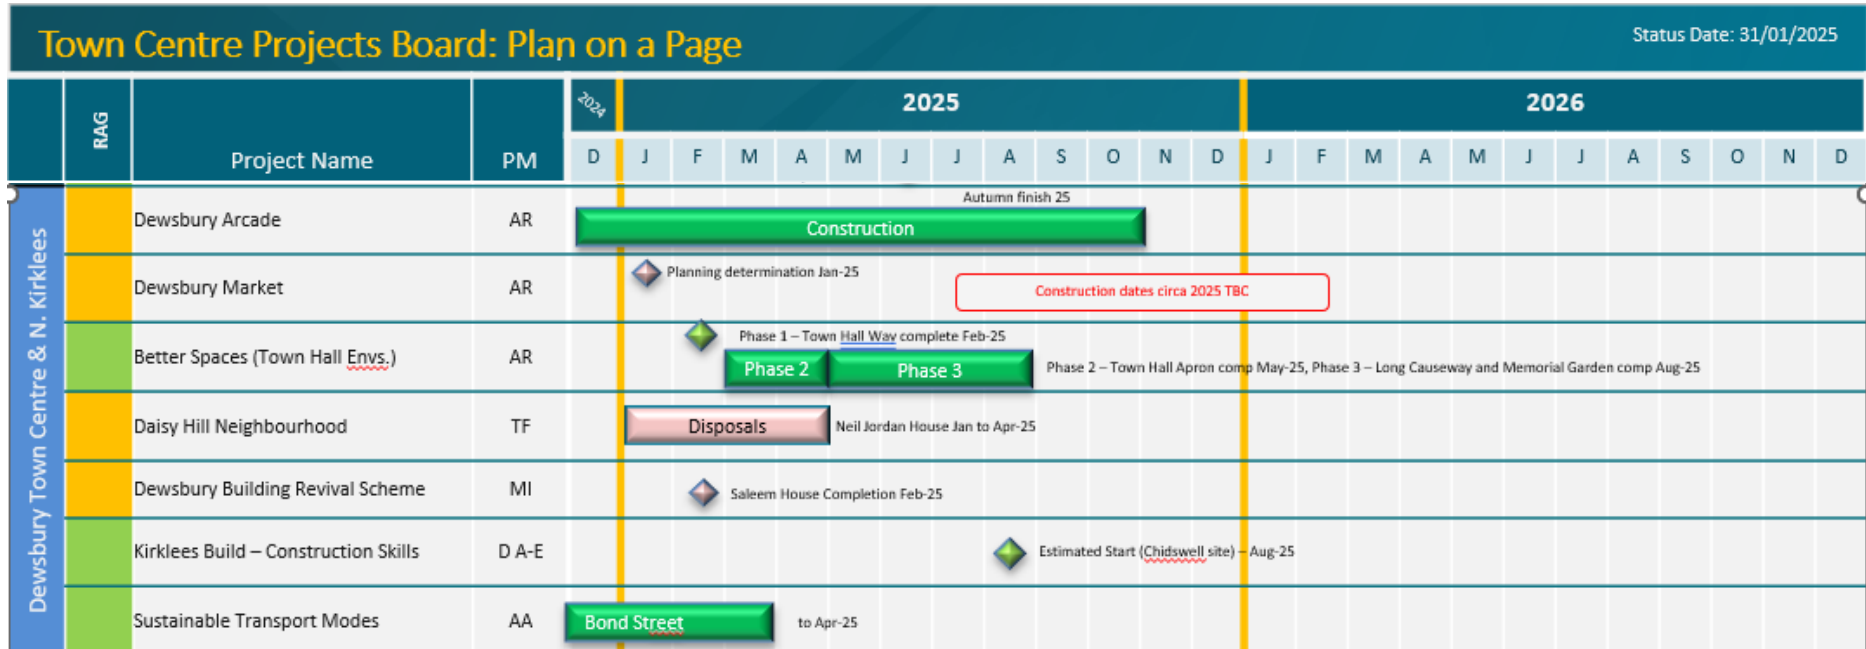 Town Centre Projects Board: Plan on a Page
Status Date: 31/01/2025
RAG
Project Name
PM
2024
2025
2026
D J F M A M J J A S O N D J F M A M J J A S O N D
Dewsbury Town Centre & N. Kirklees
Dewsbury Arcade
AR
Autumn finish 25
Construction
Dewsbury Market
AR
Planning determination Jan-25
Construction dates circa 2025 TBC
Better Spaces (Town Hall Envs.)
AR
Phase 1 – Town Hall Way complete Feb-25
Phase 2
Phase 3
Phase 2 – Town Hall Apron comp May-25, Phase 3 – Long Causeway and Memorial Garden comp Aug-25
Daisy Hill Neighbourhood
TF
Disposals
Neil Jordan House Jan to Apr-25
Dewsbury Building Revival Scheme
MI
Saleem House Completion Feb-25
Kirklees Build – Construction Skills
D A-E
Estimated Start (Chidswell site) – Aug-25
Sustainable Transport Modes
AA
Bond Street
to Apr-25